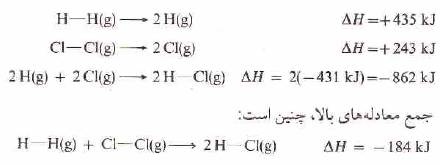 H—H(g) ⟶ 2 H(g) ΔH = +435 kJ
Cl—Cl(g) ⟶ 2 Cl(g) ΔH = +243 kJ
2 H(g) + 2 Cl(g) ⟶ 2 H—Cl(g) ΔH = 2(−431 kJ) = −862 kJ
جمع معادله‌های بالا، چنین است:
H—H(g) + Cl—Cl(g) ⟶ 2 H—Cl(g) ΔH = −184 kJ